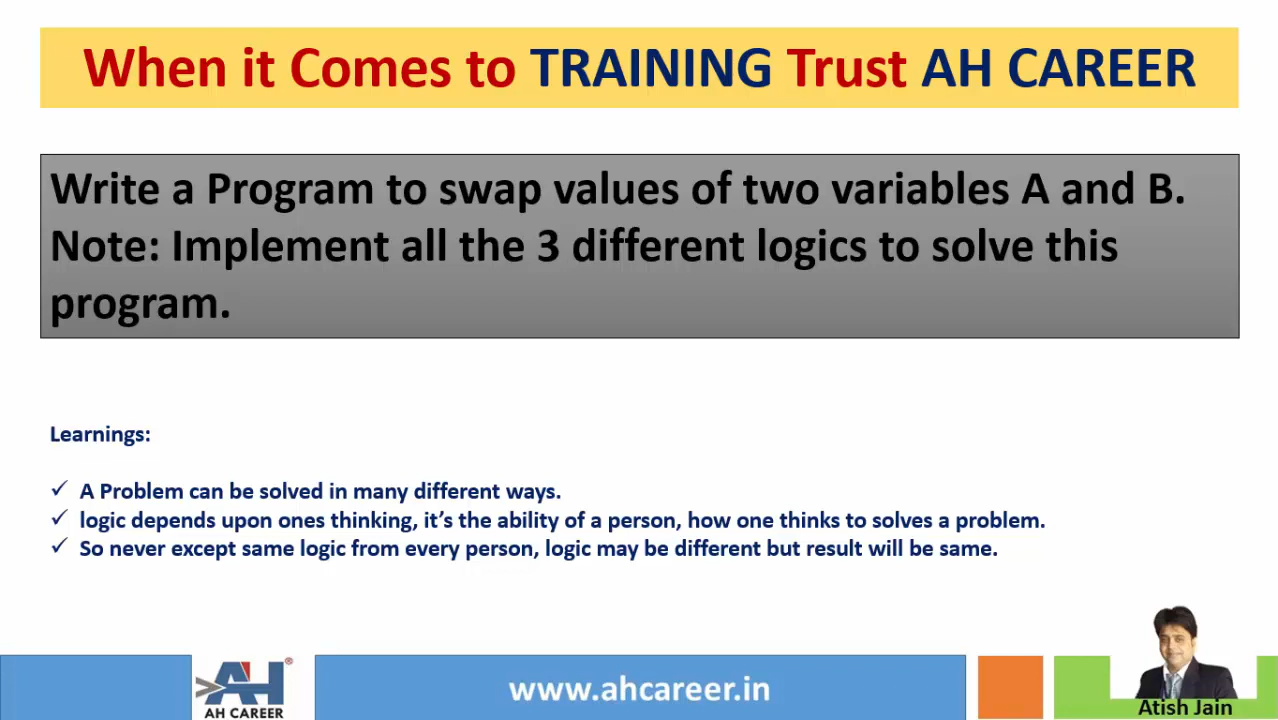 When it Comes to TRAINING Trust AH CAREER
Write a Program to swap values of two variables A and B.
Note: Implement all the 3 different logics to solve this
program.
Learnings:
✓ A Problem can be solved in many different ways.
✓ logic depends upon ones thinking, it’s the ability of a person, how one thinks to solves a problem.
✓ So never except same logic from every person, logic may be different but result will be same.
AH
®
AH CAREER
www.ahcareer.in
Atish Jain